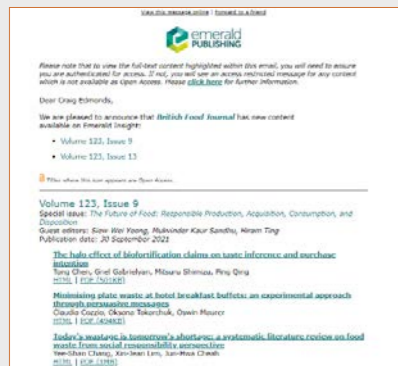 View this message online | Forward to a friend
emerald
PUBLISHING
Please note that to view the full-text content highlighted within this email, you will need to ensure
you are authenticated for access. If not, you will see an access restricted message for any content
which is not available as Open Access. Please click here for further information.
Dear Craig Edmonds,
We are pleased to announce that British Food Journal has new content
available on Emerald Insight:
• Volume 123, Issue 9
• Volume 123, Issue 13
Titles where this icon appears are Open Access.
Volume 123, Issue 9
Special issue: The Future of Food: Responsible Production, Acquisition, Consumption, and
Disposition
Guest editors: Siew Wei Yeong, Mukvinder Kaur Sandhu, Hiram Ting
Publication date: 30 September 2021
The halo effect of biofortification claims on taste inference and purchase
intention
Tung Chen, Gnel Gabrielyan, Mitsuru Shimizu, Ping Qing
HTML | PDF (501KB)
Minimising plate waste at hotel breakfast buffets: an experimental approach
through persuasive messages
Claudia Cozzio, Oksana Tokarchuk, Oswin Maurer
HTML | PDF (494KB)
Today's wastage is tomorrow's shortage: a systematic literature review on food
waste from social responsibility perspective
Yee-Shan Chang, Xin-Jean Lim, Jun-Hwa Cheah
HTML | PDF (1MB)